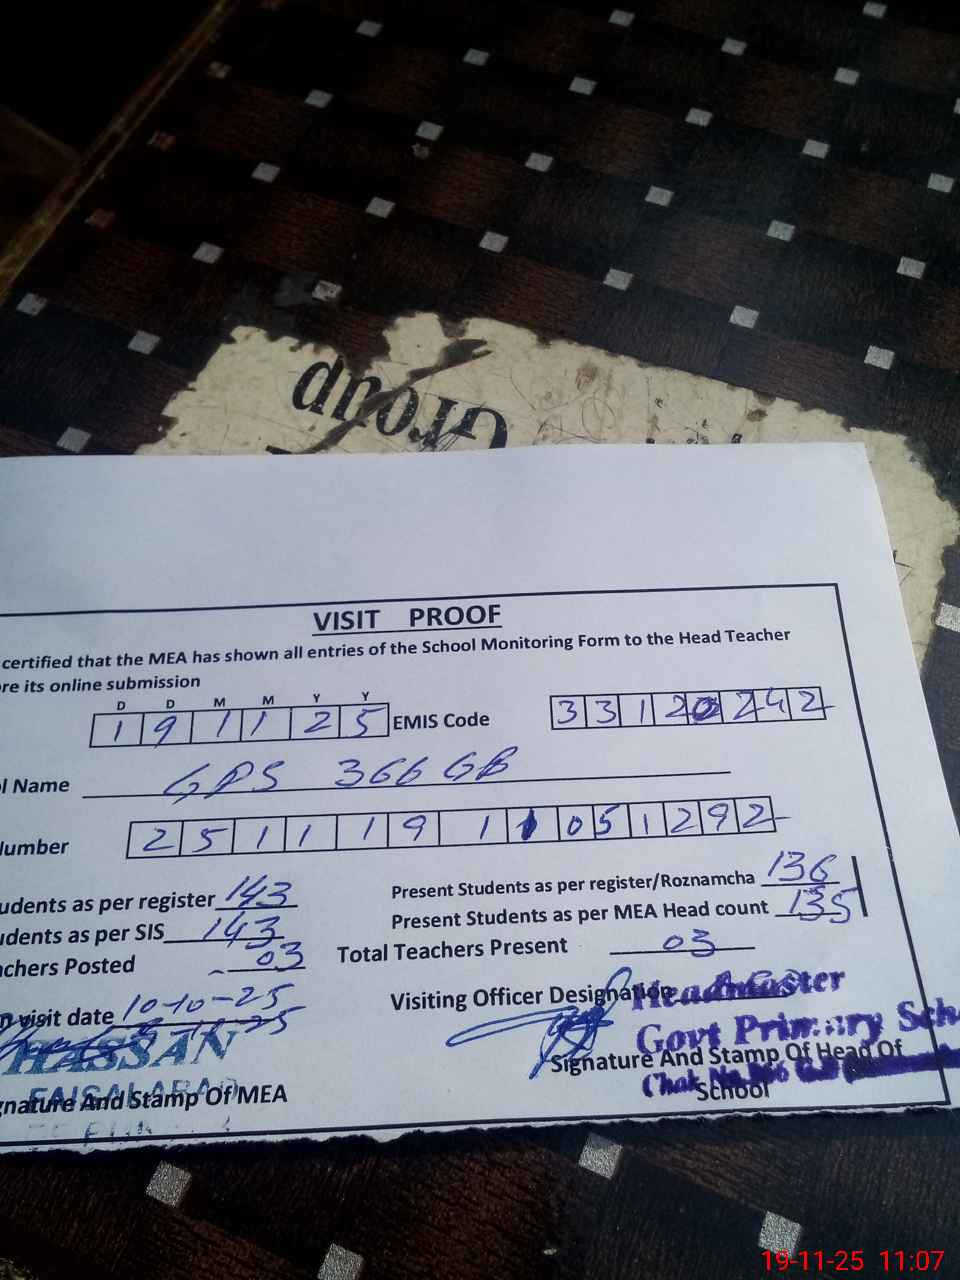 Group
VISIT PROOF
certified that the MEA has shown all entries of the School Monitoring Form to the Head Teacher
re its online submission
D D M M Y Y
1 9 1 1 2 5 EMIS Code 3 3 1 2 0 2 4 2
l Name GPS 366 GB
umber 2 5 1 1 1 9 1 1 0 5 1 2 9 2
udents as per register 143 Present Students as per register/Roznamcha 136
udents as per SIS 143 Present Students as per MEA Head count 135
chers Posted 03 Total Teachers Present 03
n visit date 10-10-25 Visiting Officer Designation
Headmaster
HASSAN Govt Primary Sch
Signature And Stamp Of Head Of
School
FAISALABAD Chak No.
gnature And Stamp Of MEA
19-11-25 11:07